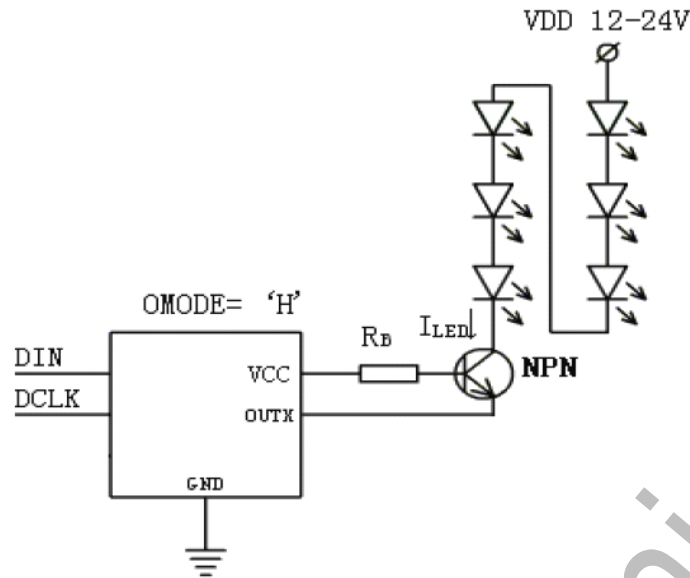 VDD 12-24V
OMODE= ‘H’
RB
ILED
DIN
VCC
NPN
DCLK
OUTX
GND